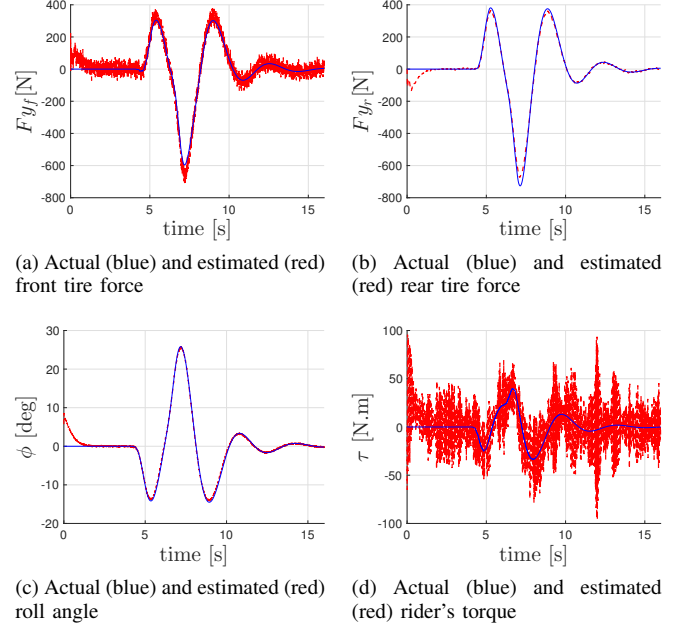 400
200
0
-200
-400
-600
-800
0 5 10 15
Fy_f [N]
time [s]
400
200
0
-200
-400
-600
-800
0 5 10 15
Fy_r [N]
time [s]
(a) Actual (blue) and estimated (red)
front tire force
(b) Actual (blue) and estimated
(red) rear tire force
30
20
10
0
-10
-20
0 5 10 15
ϕ [deg]
time [s]
100
50
0
-50
-100
0 5 10 15
τ [N.m]
time [s]
(c) Actual (blue) and estimated (red)
roll angle
(d) Actual (blue) and estimated
(red) rider's torque